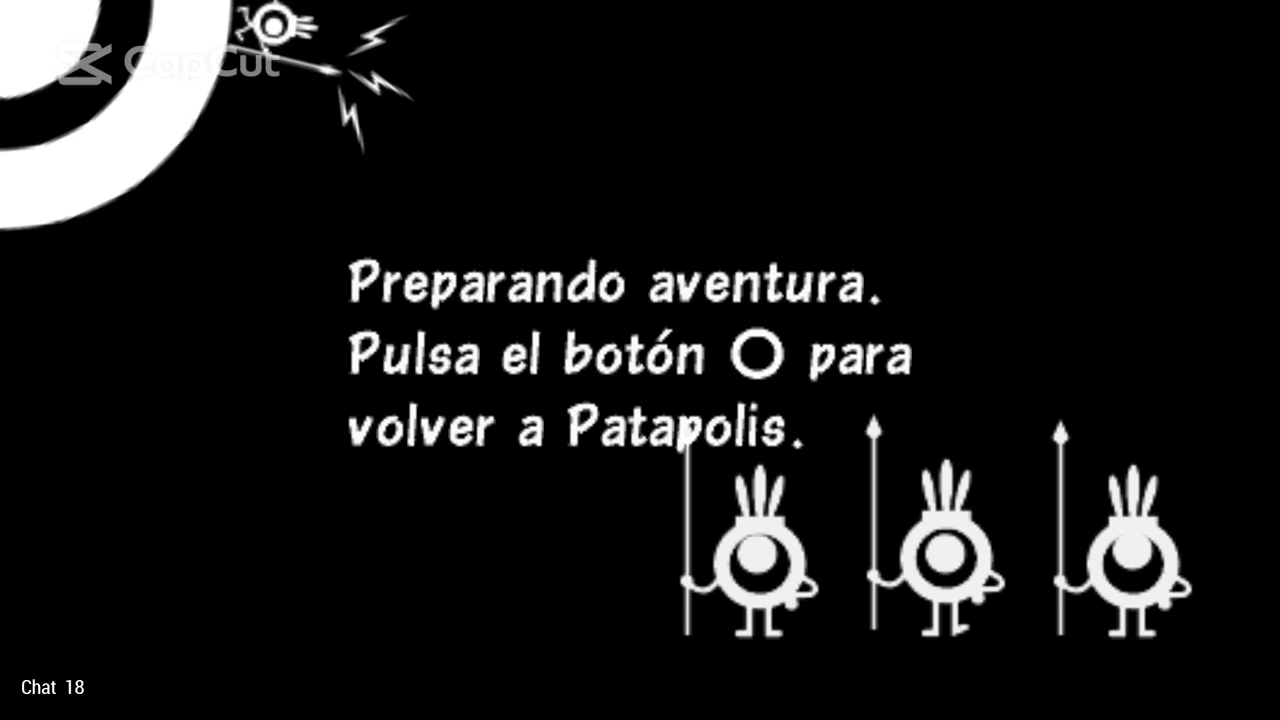 CapCut
Preparando aventura.
Pulsa el botón O para
volver a Patapolis.
Chat 18